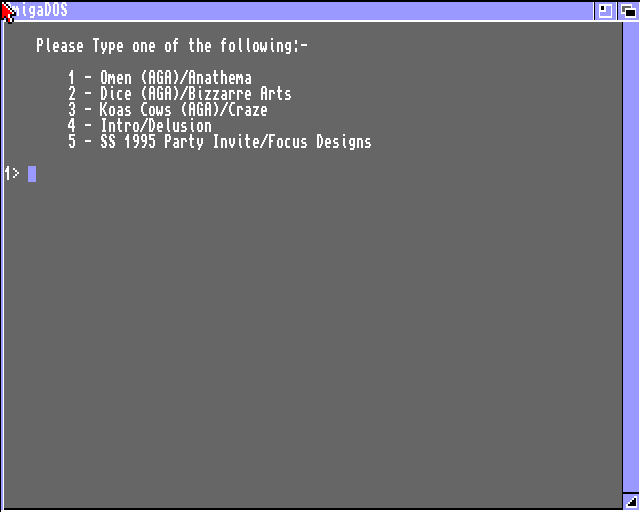 migaDOS
Please Type one of the following:-
1 - Omen (AGA)/Anathema
2 - Dice (AGA)/Bizzarre Arts
3 - Koas Cows (AGA)/Craze
4 - Intro/Delusion
5 - SS 1995 Party Invite/Focus Designs
1>